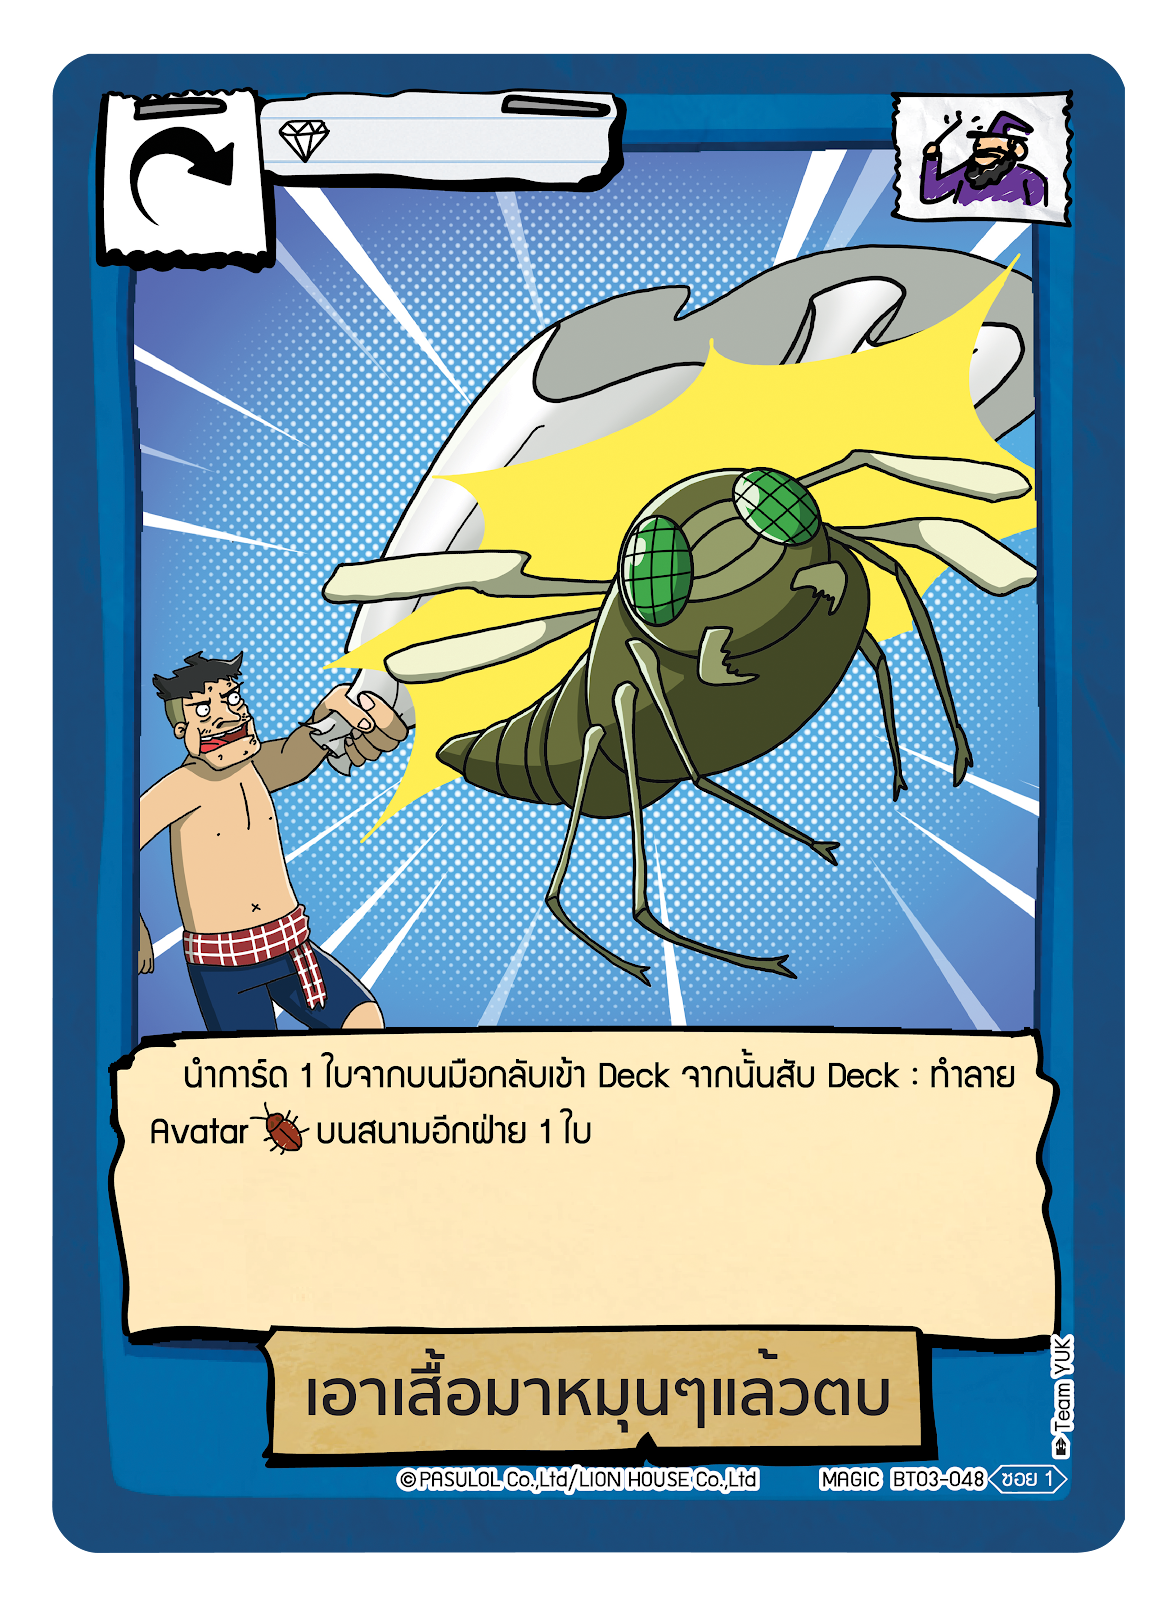 นำการ์ด 1 ใบจากบนมือกลับเข้า Deck จากนั้นสับ Deck : ทำลาย
Avatar บนสนามอีกฝ่าย 1 ใบ
เอาเสื้อมาหมุนๆแล้วตบ
Team YUK
©PASULOL Co.,Ltd/LION HOUSE Co.,Ltd MAGIC BT03-048 ซอย 1